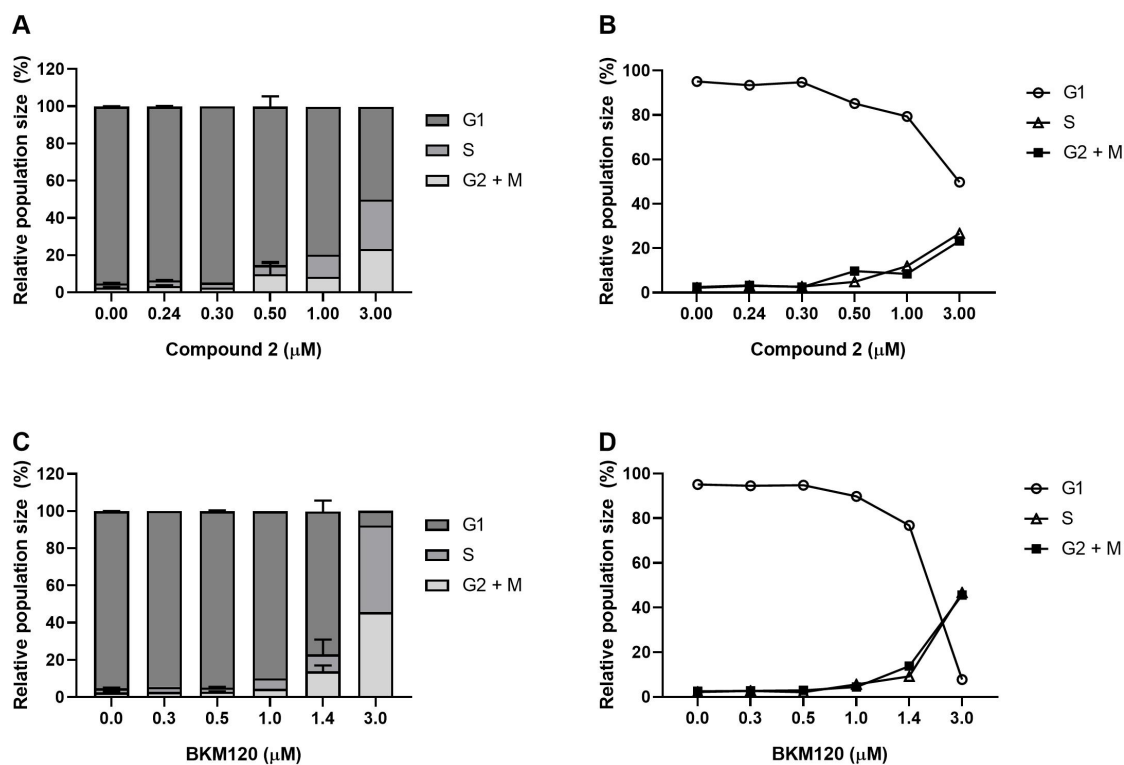 A
Relative population size (%)
120
100
80
60
40
20
0
0.00 0.24 0.30 0.50 1.00 3.00
Compound 2 (μM)
G1
S
G2 + M
B
Relative population size (%)
100
80
60
40
20
0
0.00 0.24 0.30 0.50 1.00 3.00
Compound 2 (μM)
G1
S
G2 + M
C
Relative population size (%)
120
100
80
60
40
20
0
0.0 0.3 0.5 1.0 1.4 3.0
BKM120 (μM)
G1
S
G2 + M
D
Relative population size (%)
100
80
60
40
20
0
0.0 0.3 0.5 1.0 1.4 3.0
BKM120 (μM)
G1
S
G2 + M